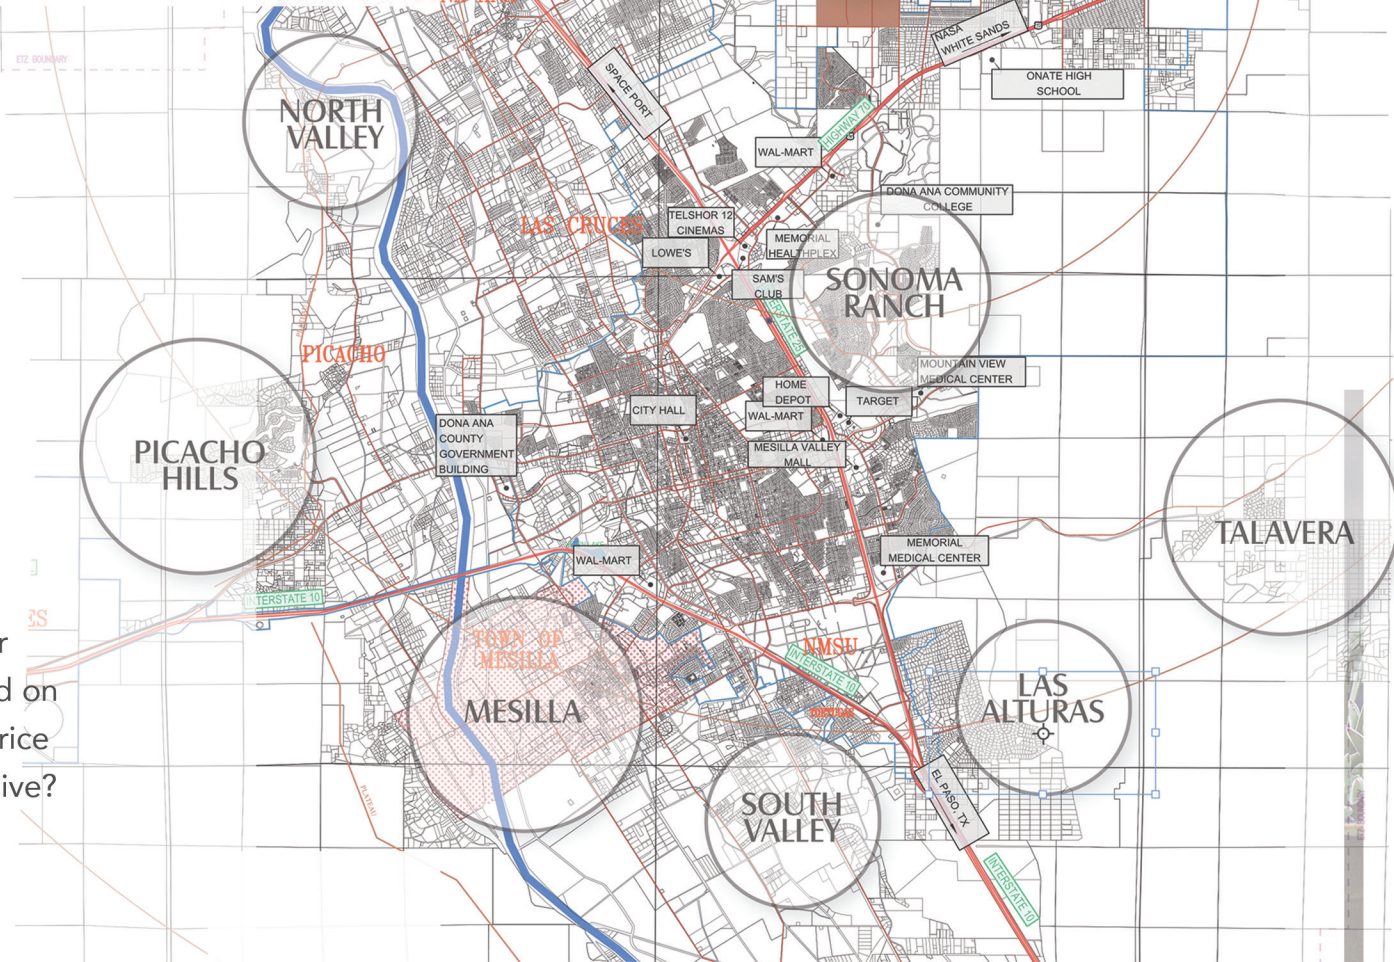 ETZ BOUNDARY
NORTH
VALLEY
SPACE PORT
NASA
WHITE SANDS
ONATE HIGH
SCHOOL
HIGHWAY 70
WAL-MART
DONA ANA COMMUNITY
COLLEGE
LAS CRUCES
TELSHOR 12
CINEMAS
LOWE'S
MEMORIAL
HEALTHPLEX
SAM'S
CLUB
SONOMA
RANCH
PICACHO
MOUNTAIN VIEW
MEDICAL CENTER
HOME
DEPOT
TARGET
CITY HALL
WAL-MART
MESILLA VALLEY
MALL
DONA ANA
COUNTY
GOVERNMENT
BUILDING
PICACHO
HILLS
TALAVERA
MEMORIAL
MEDICAL CENTER
WAL-MART
INTERSTATE 10
ES
r
d on
rice
ive?
TOWN OF
MESILLA
MESILLA
NMSU
INTERSTATE 10
LAS
ALTURAS
PLATEAU
SOUTH
VALLEY
EL PASO, TX
INTERSTATE 10